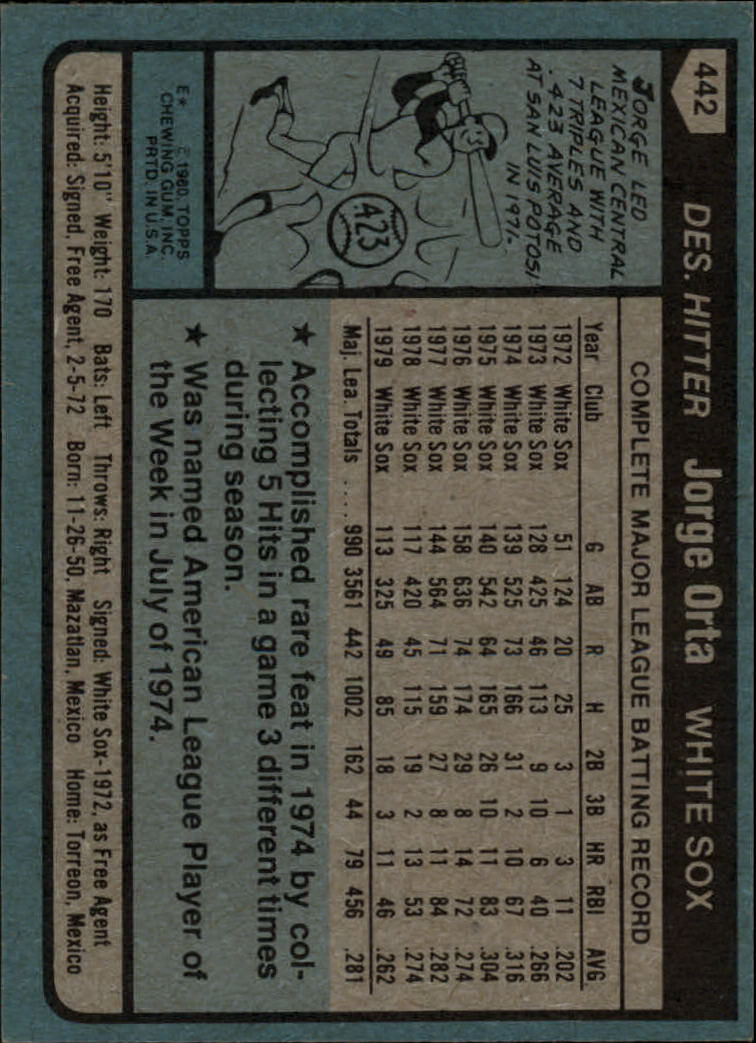 442
DES. HITTER Jorge Orta WHITE SOX
JORGE LED
MEXICAN CENTRAL
LEAGUE WITH
7 TRIPLES AND
.423 AVERAGE
AT SAN LUIS POTOSI
IN 1971.
423
E* © 1980 TOPPS
CHEWING GUM, INC.
PRTD. IN U.S.A.
COMPLETE MAJOR LEAGUE BATTING RECORD
Year Club G AB R H 2B 3B HR RBI AVG
1972 White Sox 51 124 20 25 3 1 3 11 .202
1973 White Sox 128 425 46 113 9 10 6 40 .266
1974 White Sox 139 525 73 166 31 2 10 67 .316
1975 White Sox 140 542 64 165 26 10 11 83 .304
1976 White Sox 158 636 74 174 29 8 14 72 .274
1977 White Sox 144 564 71 159 27 8 11 84 .282
1978 White Sox 117 420 45 115 19 2 13 53 .274
1979 White Sox 113 325 49 85 18 3 11 46 .262
Maj. Lea. Totals .... 990 3561 442 1002 162 44 79 456 .281
★ Accomplished rare feat in 1974 by col-
lecting 5 Hits in a game 3 different times
during season.
★ Was named American League Player of
the Week in July of 1974.
Height: 5'10" Weight: 170 Bats: Left Throws: Right Signed: White Sox-1972, as Free Agent
Acquired: Signed, Free Agent, 2-5-72 Born: 11-26-50, Mazatlan, Mexico Home: Torreon, Mexico